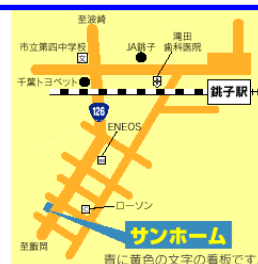 至波崎
市立第四中学校
JA銚子
滝田
歯科医院
千葉トヨペット
銚子駅
126
ENEOS
ローソン
サンホーム
至飯岡
青に黄色の文字の看板です